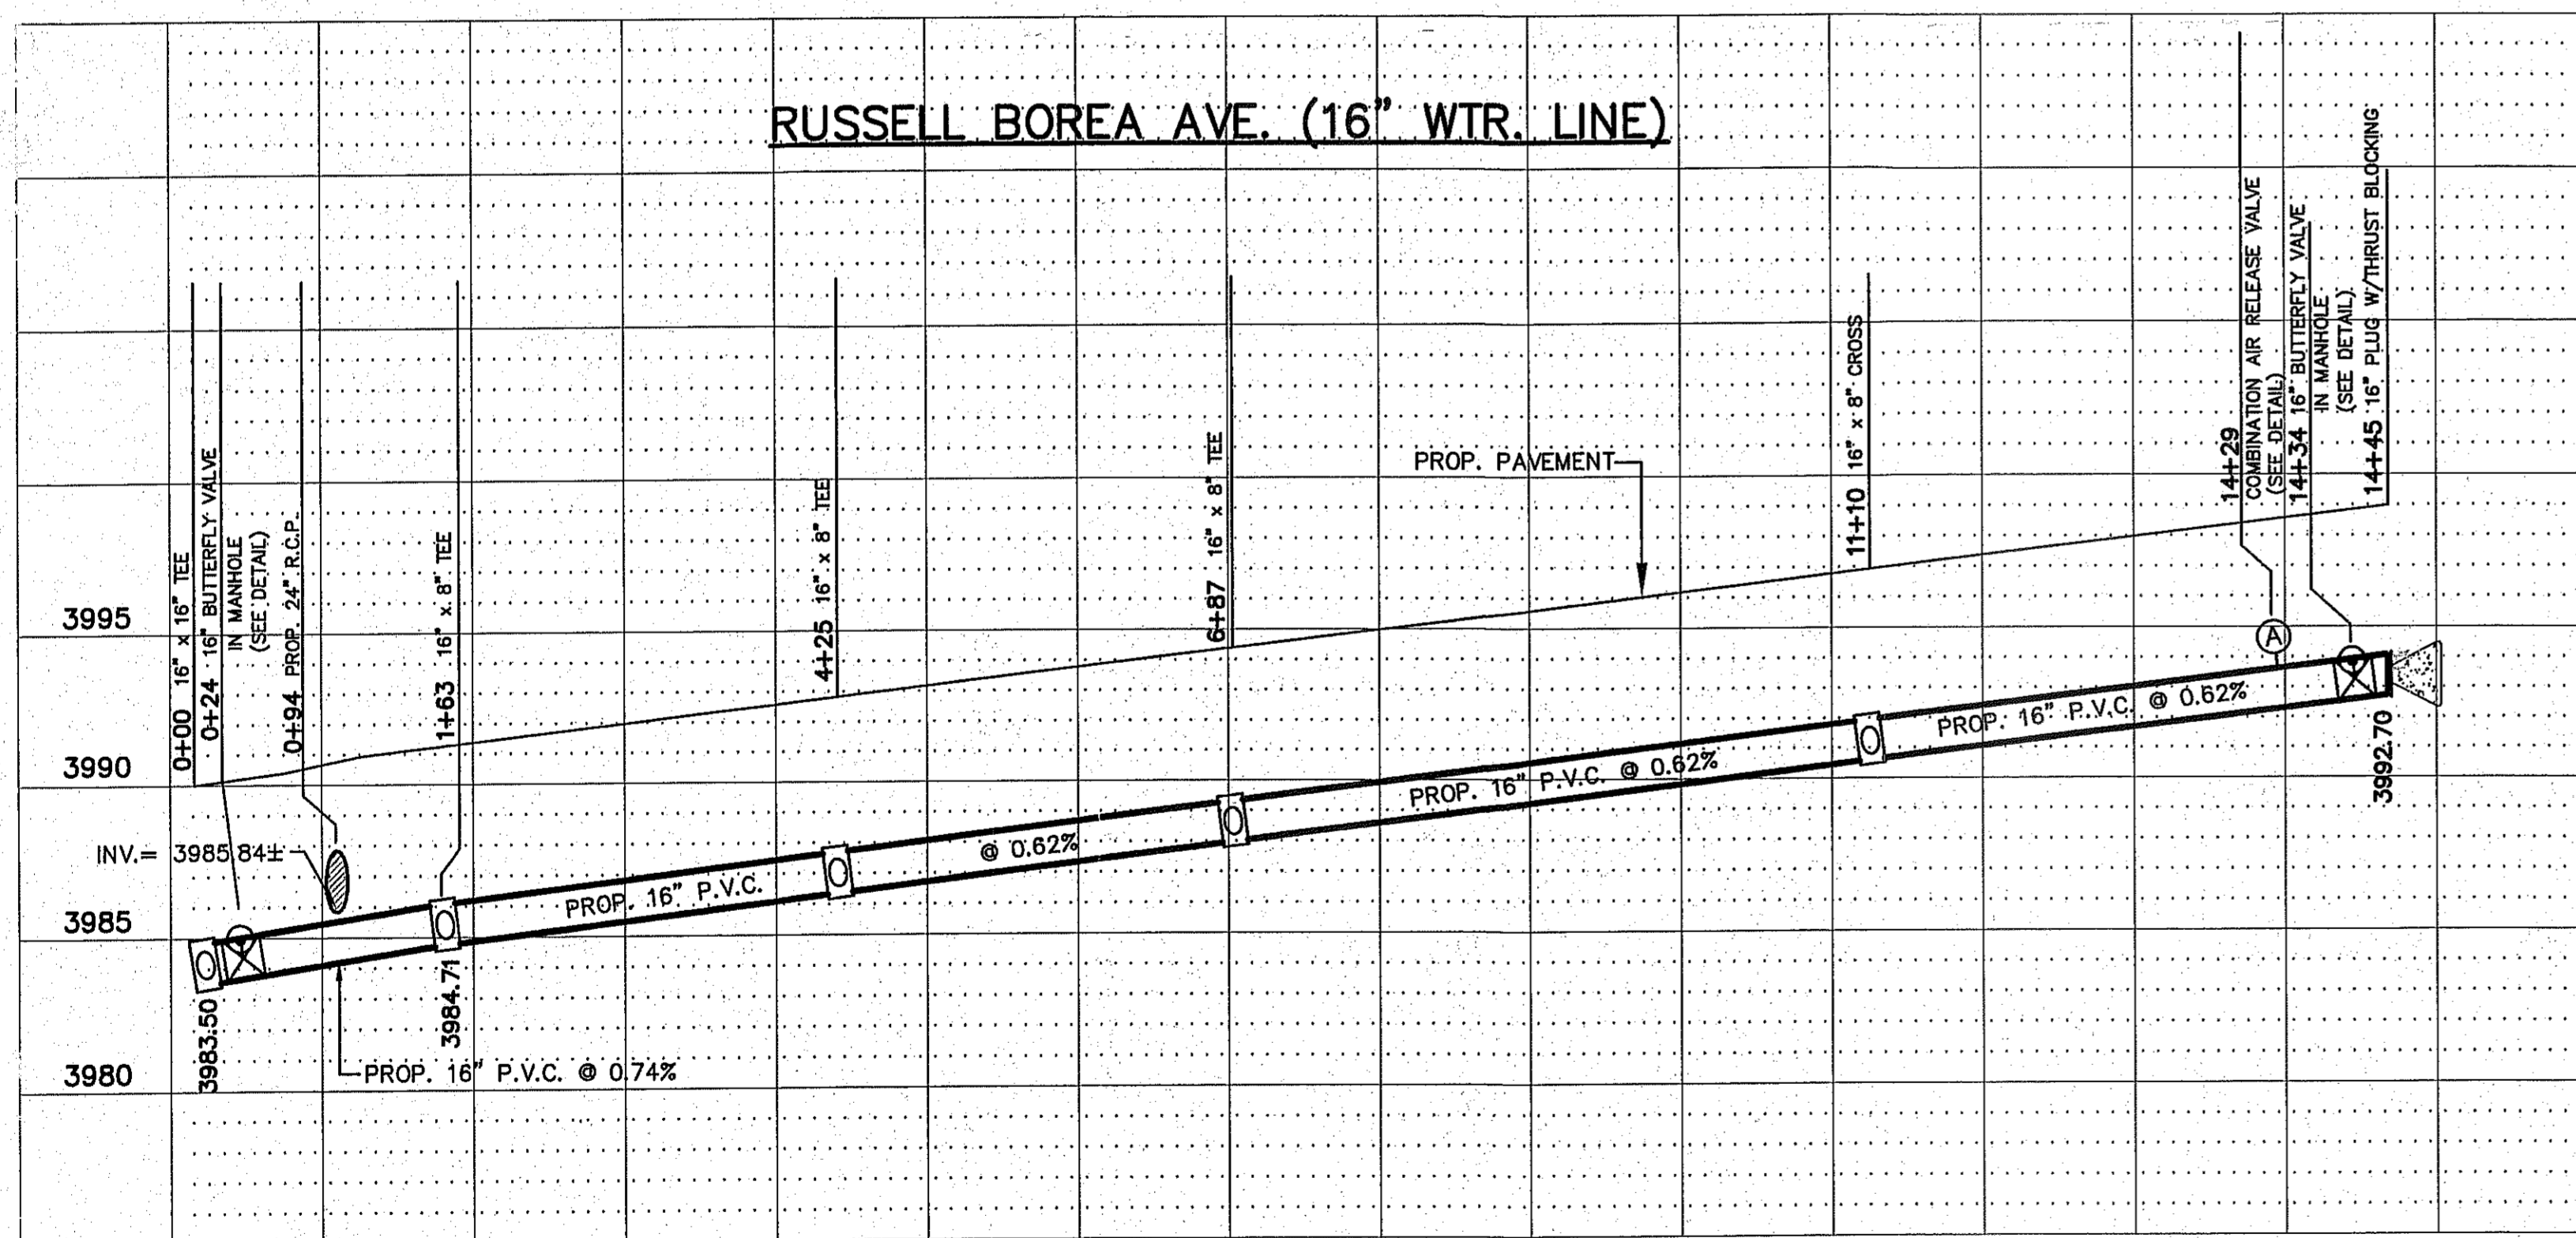 RUSSELL BOREA AVE. (16" WTR. LINE)
0+00 16" x 16" TEE
0+24 16" BUTTERFLY VALVE
IN MANHOLE
(SEE DETAIL)
0+94 PROP. 24" R.C.P.
1+63 16" x 8" TEE
4+25 16" x 8" TEE
6+87 16" x 8" TEE
PROP. PAVEMENT
11+10 16" x 8" CROSS
14+29
COMBINATION AIR RELEASE VALVE
(SEE DETAIL)
14+34 16" BUTTERFLY VALVE
IN MANHOLE
(SEE DETAIL)
14+45 16" PLUG W/THRUST BLOCKING
3995
3990
3985
3980
INV.= 3985.84±
A
PROP. 16" P.V.C.
@ 0.62%
PROP. 16" P.V.C. @ 0.62%
PROP. 16" P.V.C. @ 0.62%
3983.50
3984.71
3992.70
PROP. 16" P.V.C. @ 0.74%